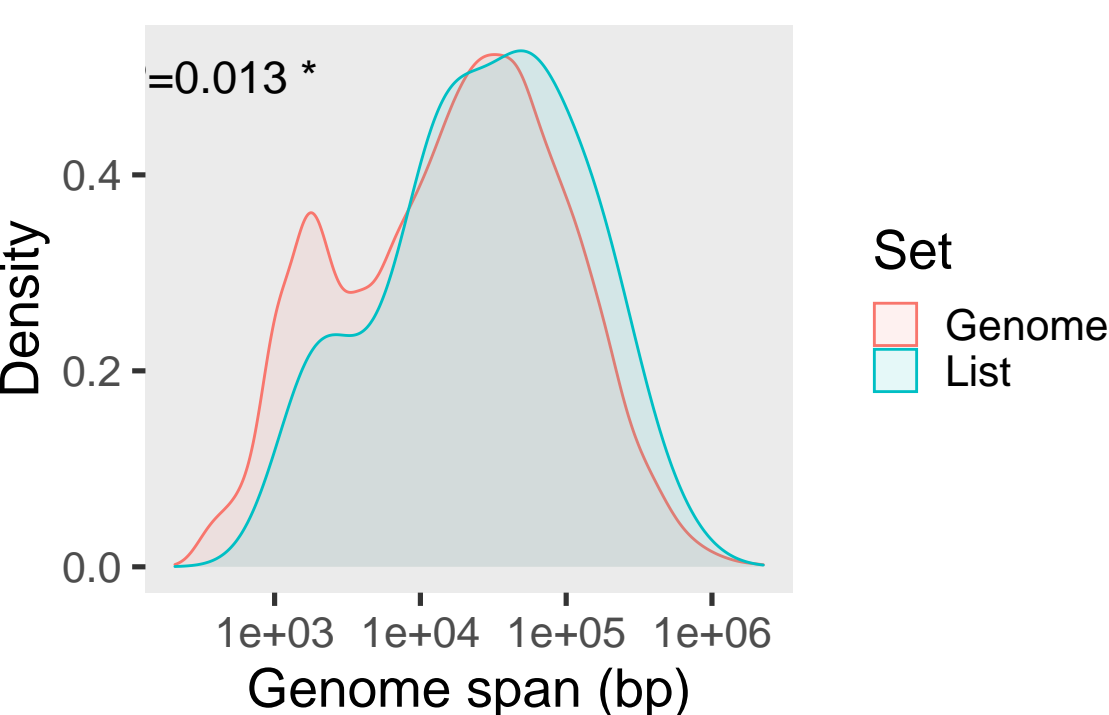 =0.013 *
Density
0.4
0.2
0.0
1e+03 1e+04 1e+05 1e+06
Genome span (bp)
Set
Genome
List